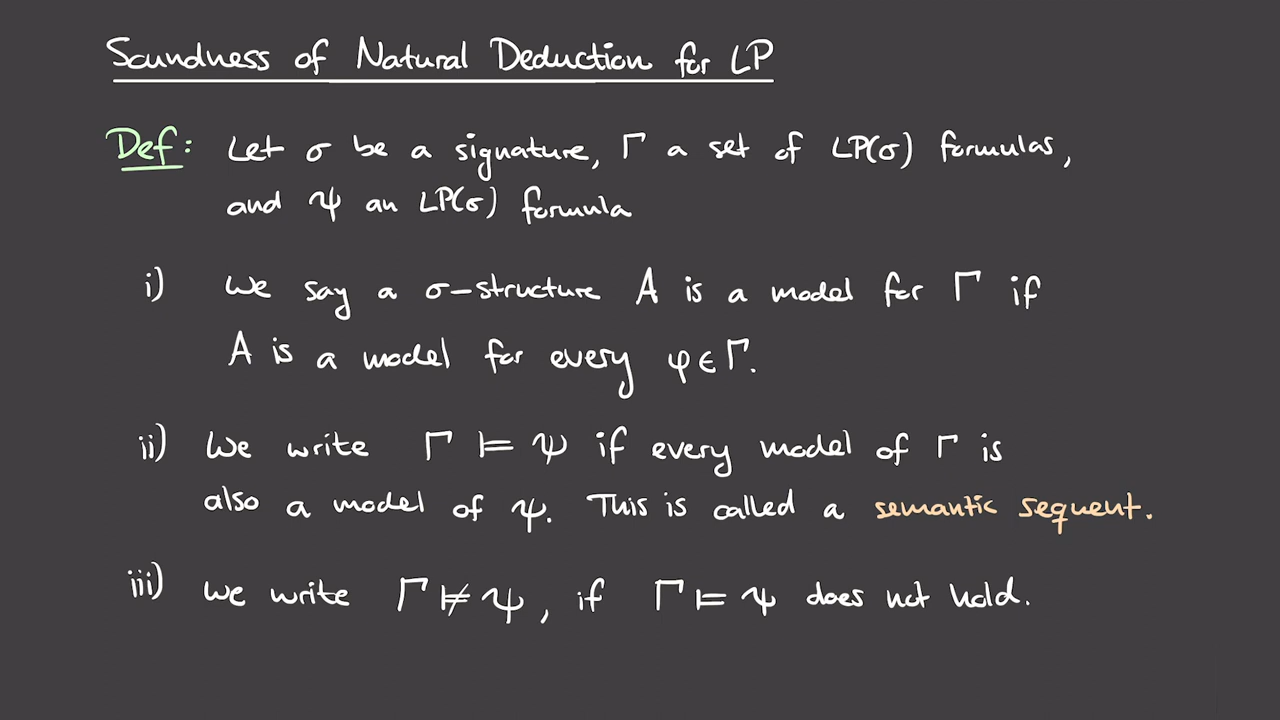 Soundness of Natural Deduction for LP
Def: Let σ be a signature, Γ a set of LP(σ) formulas,
and ψ an LP(σ) formula
i) We say a σ-structure A is a model for Γ if
A is a model for every φ ∈ Γ.
ii) We write Γ ⊨ ψ if every model of Γ is
also a model of ψ. This is called a semantic sequent.
iii) We write Γ ⊭ ψ, if Γ ⊨ ψ does not hold.